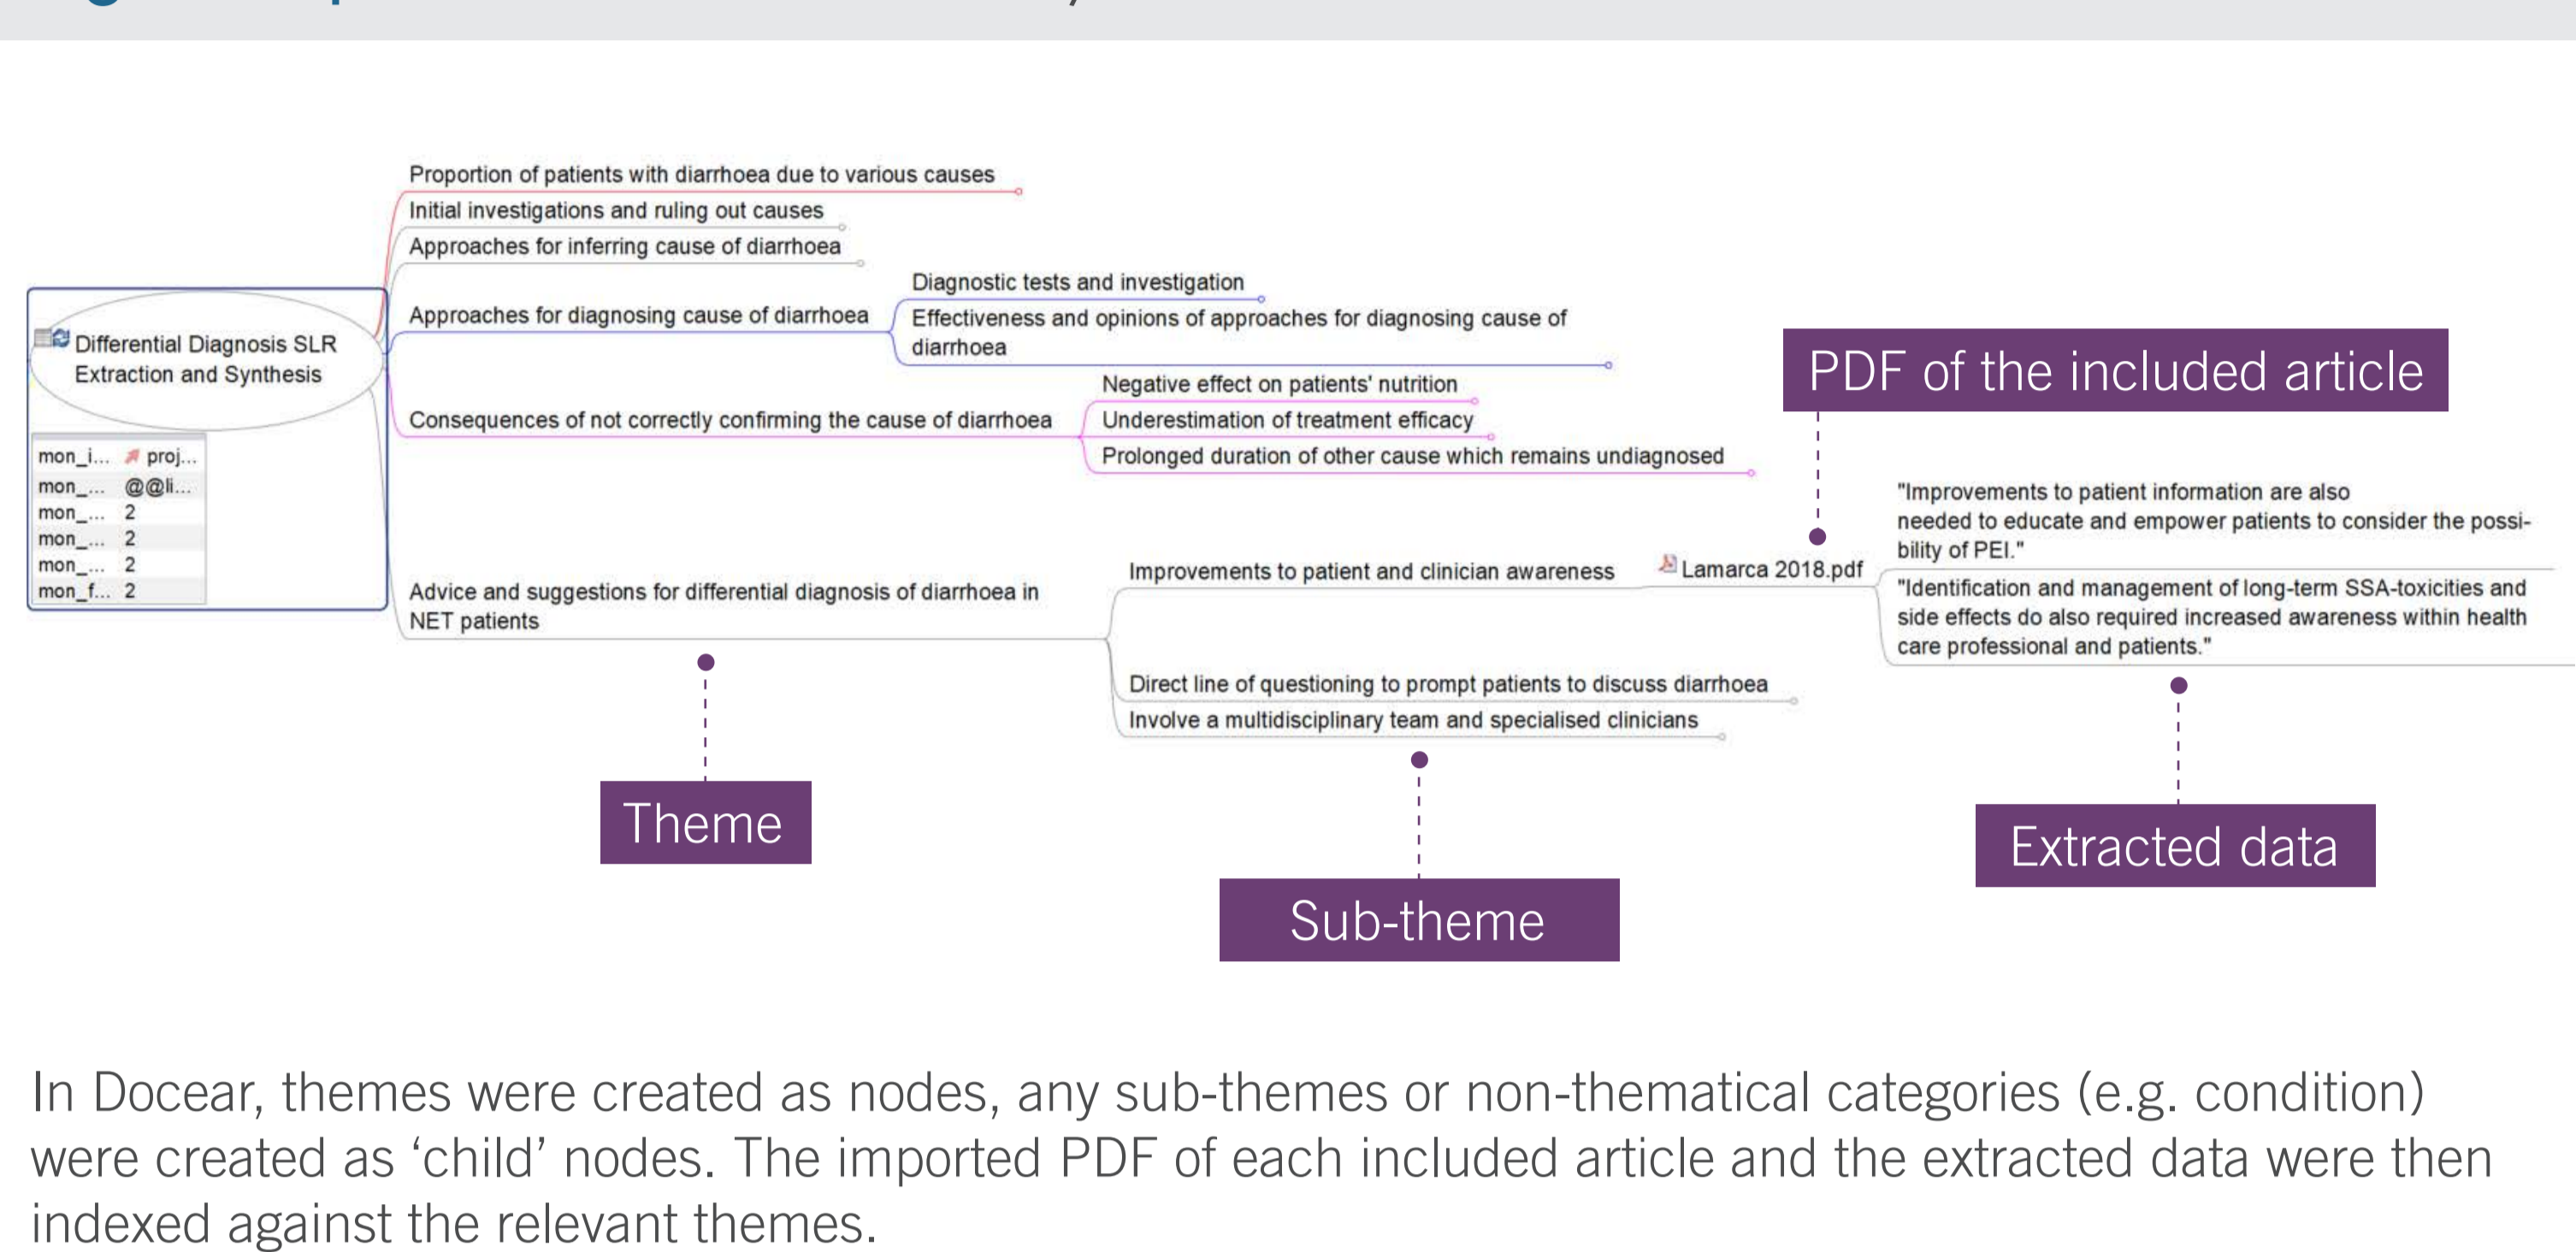 Proportion of patients with diarrhoea due to various causes
Initial investigations and ruling out causes
Approaches for inferring cause of diarrhoea
Differential Diagnosis SLR
Extraction and Synthesis
mon_i... proj...
mon_... @@li...
mon_... 2
mon_... 2
mon_... 2
mon_f... 2
Approaches for diagnosing cause of diarrhoea
Diagnostic tests and investigation
Effectiveness and opinions of approaches for diagnosing cause of
diarrhoea
Consequences of not correctly confirming the cause of diarrhoea
Negative effect on patients' nutrition
Underestimation of treatment efficacy
Prolonged duration of other cause which remains undiagnosed
PDF of the included article
Advice and suggestions for differential diagnosis of diarrhoea in
NET patients
Improvements to patient and clinician awareness
Lamarca 2018.pdf
"Improvements to patient information are also
needed to educate and empower patients to consider the possi-
bility of PEI."
"Identification and management of long-term SSA-toxicities and
side effects do also required increased awareness within health
care professional and patients."
Direct line of questioning to prompt patients to discuss diarrhoea
Involve a multidisciplinary team and specialised clinicians
Theme
Sub-theme
Extracted data
In Docear, themes were created as nodes, any sub-themes or non-thematical categories (e.g. condition)
were created as ‘child’ nodes. The imported PDF of each included article and the extracted data were then
indexed against the relevant themes.